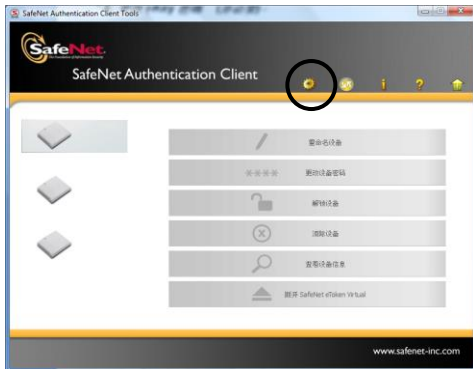 SafeNet Authentication Client Tools
SafeNet.
SafeNet Authentication Client
重命名设备
更改设备密码
解锁设备
清除设备
查看设备信息
断开 SafeNet eToken Virtual
www.safenet-inc.com